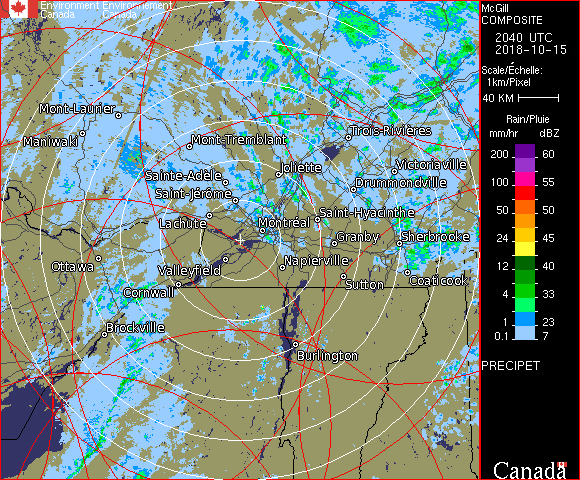 Environment Environnement
Canada Canada
McGill
COMPOSITE
2040 UTC
2018-10-15
Scale/Échelle:
1km/Pixel
40 KM
Rain/Pluie
mm/hr dBZ
200 60
100 55
50 50
24 45
12 40
4 33
1 23
0.1 7
PRECIPET
Canada
Mont-Laurier
Maniwaki
Mont-Tremblant
Trois-Rivières
Sainte-Adèle
Joliette
Victoriaville
Saint-Jérôme
Drummondville
Lachute
Montréal
Saint-Hyacinthe
Granby
Sherbrooke
Ottawa
Valleyfield
Napierville
Cornwall
Sutton
Coaticook
Brockville
Burlington